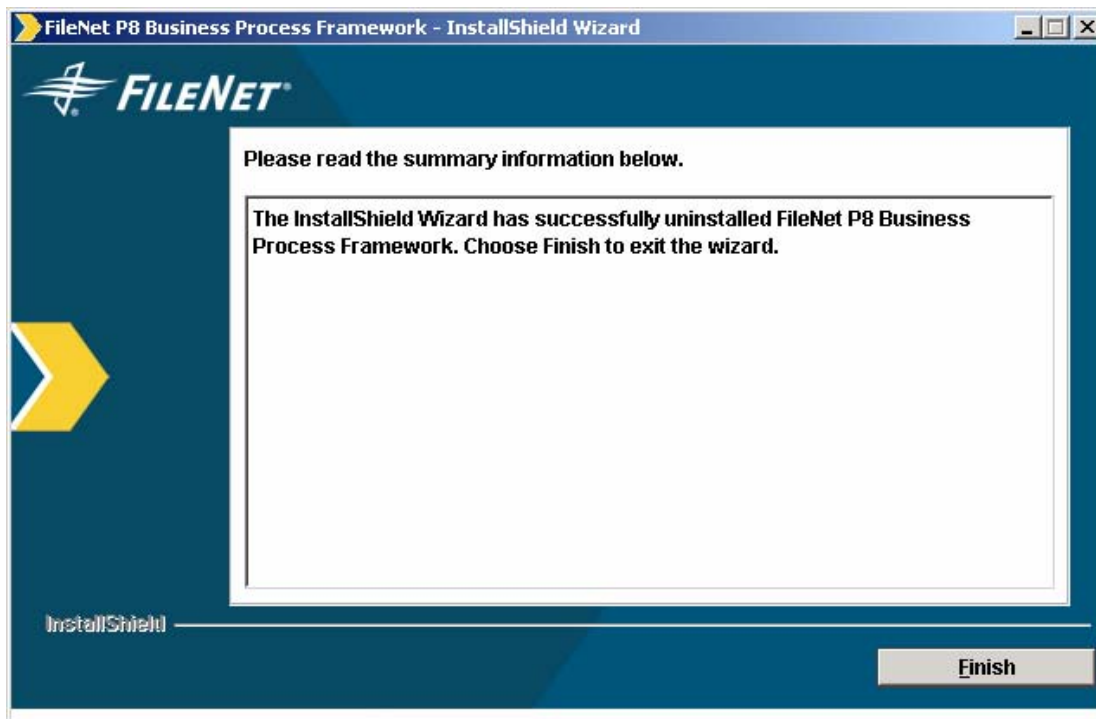 FileNet P8 Business Process Framework - InstallShield Wizard
FILENET®
Please read the summary information below.
The InstallShield Wizard has successfully uninstalled FileNet P8 Business
Process Framework. Choose Finish to exit the wizard.
InstallShield
Finish